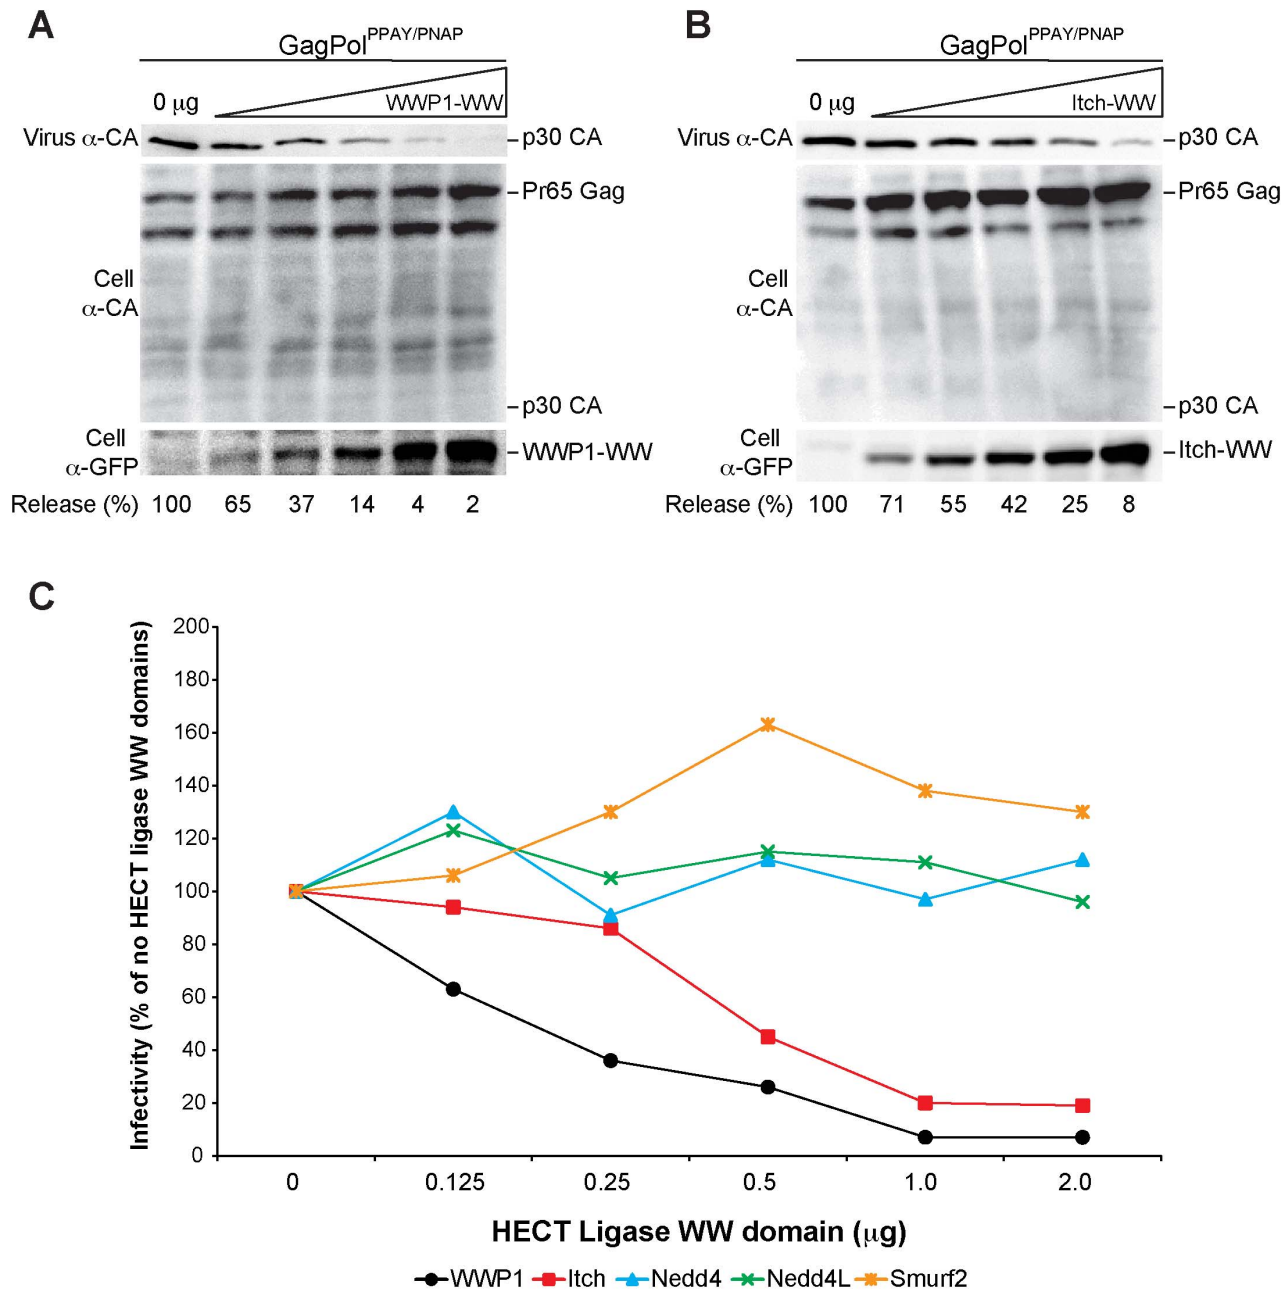 A
GagPolPPAY/PNAP
0 μg
WWP1-WW
Virus α-CA
p30 CA
Pr65 Gag
Cell
α-CA
p30 CA
Cell
α-GFP
WWP1-WW
Release (%) 100 65 37 14 4 2
B
GagPolPPAY/PNAP
0 μg
Itch-WW
Virus α-CA
p30 CA
Pr65 Gag
Cell
α-CA
p30 CA
Cell
α-GFP
Itch-WW
Release (%) 100 71 55 42 25 8
C
Infectivity (% of no HECT ligase WW domains)
200
180
160
140
120
100
80
60
40
20
0
0 0.125 0.25 0.5 1.0 2.0
HECT Ligase WW domain (μg)
WWP1 Itch Nedd4 Nedd4L Smurf2